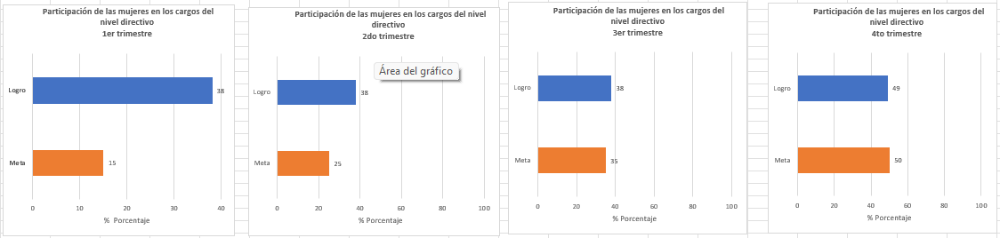 Participación de las mujeres en los cargos del
nivel directivo
1er trimestre
Logro
38
Meta
15
0 10 20 30 40
% Porcentaje
Participación de las mujeres en los cargos del nivel
directivo
2do trimestre
Área del gráfico
Logro
38
Meta
25
0 20 40 60 80 100
% Porcentaje
Participación de las mujeres en los cargos del
nivel directivo
3er trimestre
Logro
38
Meta
35
0 20 40 60 80 100
% Porcentaje
Participación de las mujeres en los cargos del
nivel directivo
4to trimestre
Logro
49
Meta
50
0 20 40 60 80 100
% Porcentaje